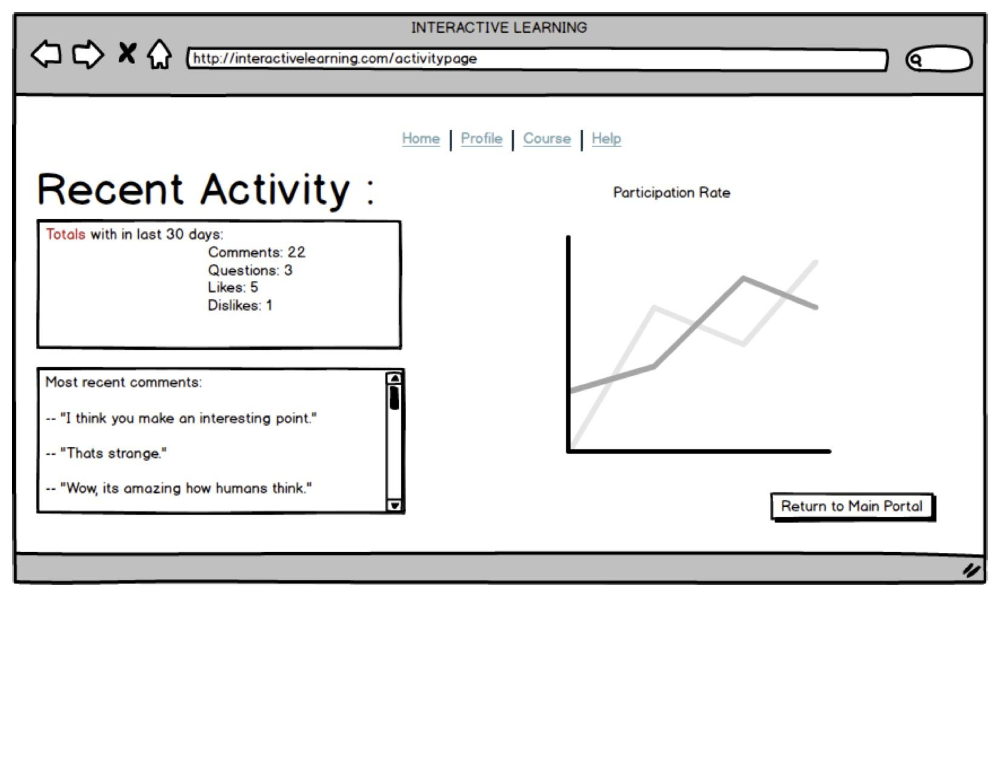 INTERACTIVE LEARNING
http://interactivelearning.com/activitypage
Home | Profile | Course | Help
Recent Activity :
Totals with in last 30 days:
Comments: 22
Questions: 3
Likes: 5
Dislikes: 1
Most recent comments:
-- "I think you make an interesting point."
-- "Thats strange."
-- "Wow, its amazing how humans think."
Participation Rate
Return to Main Portal